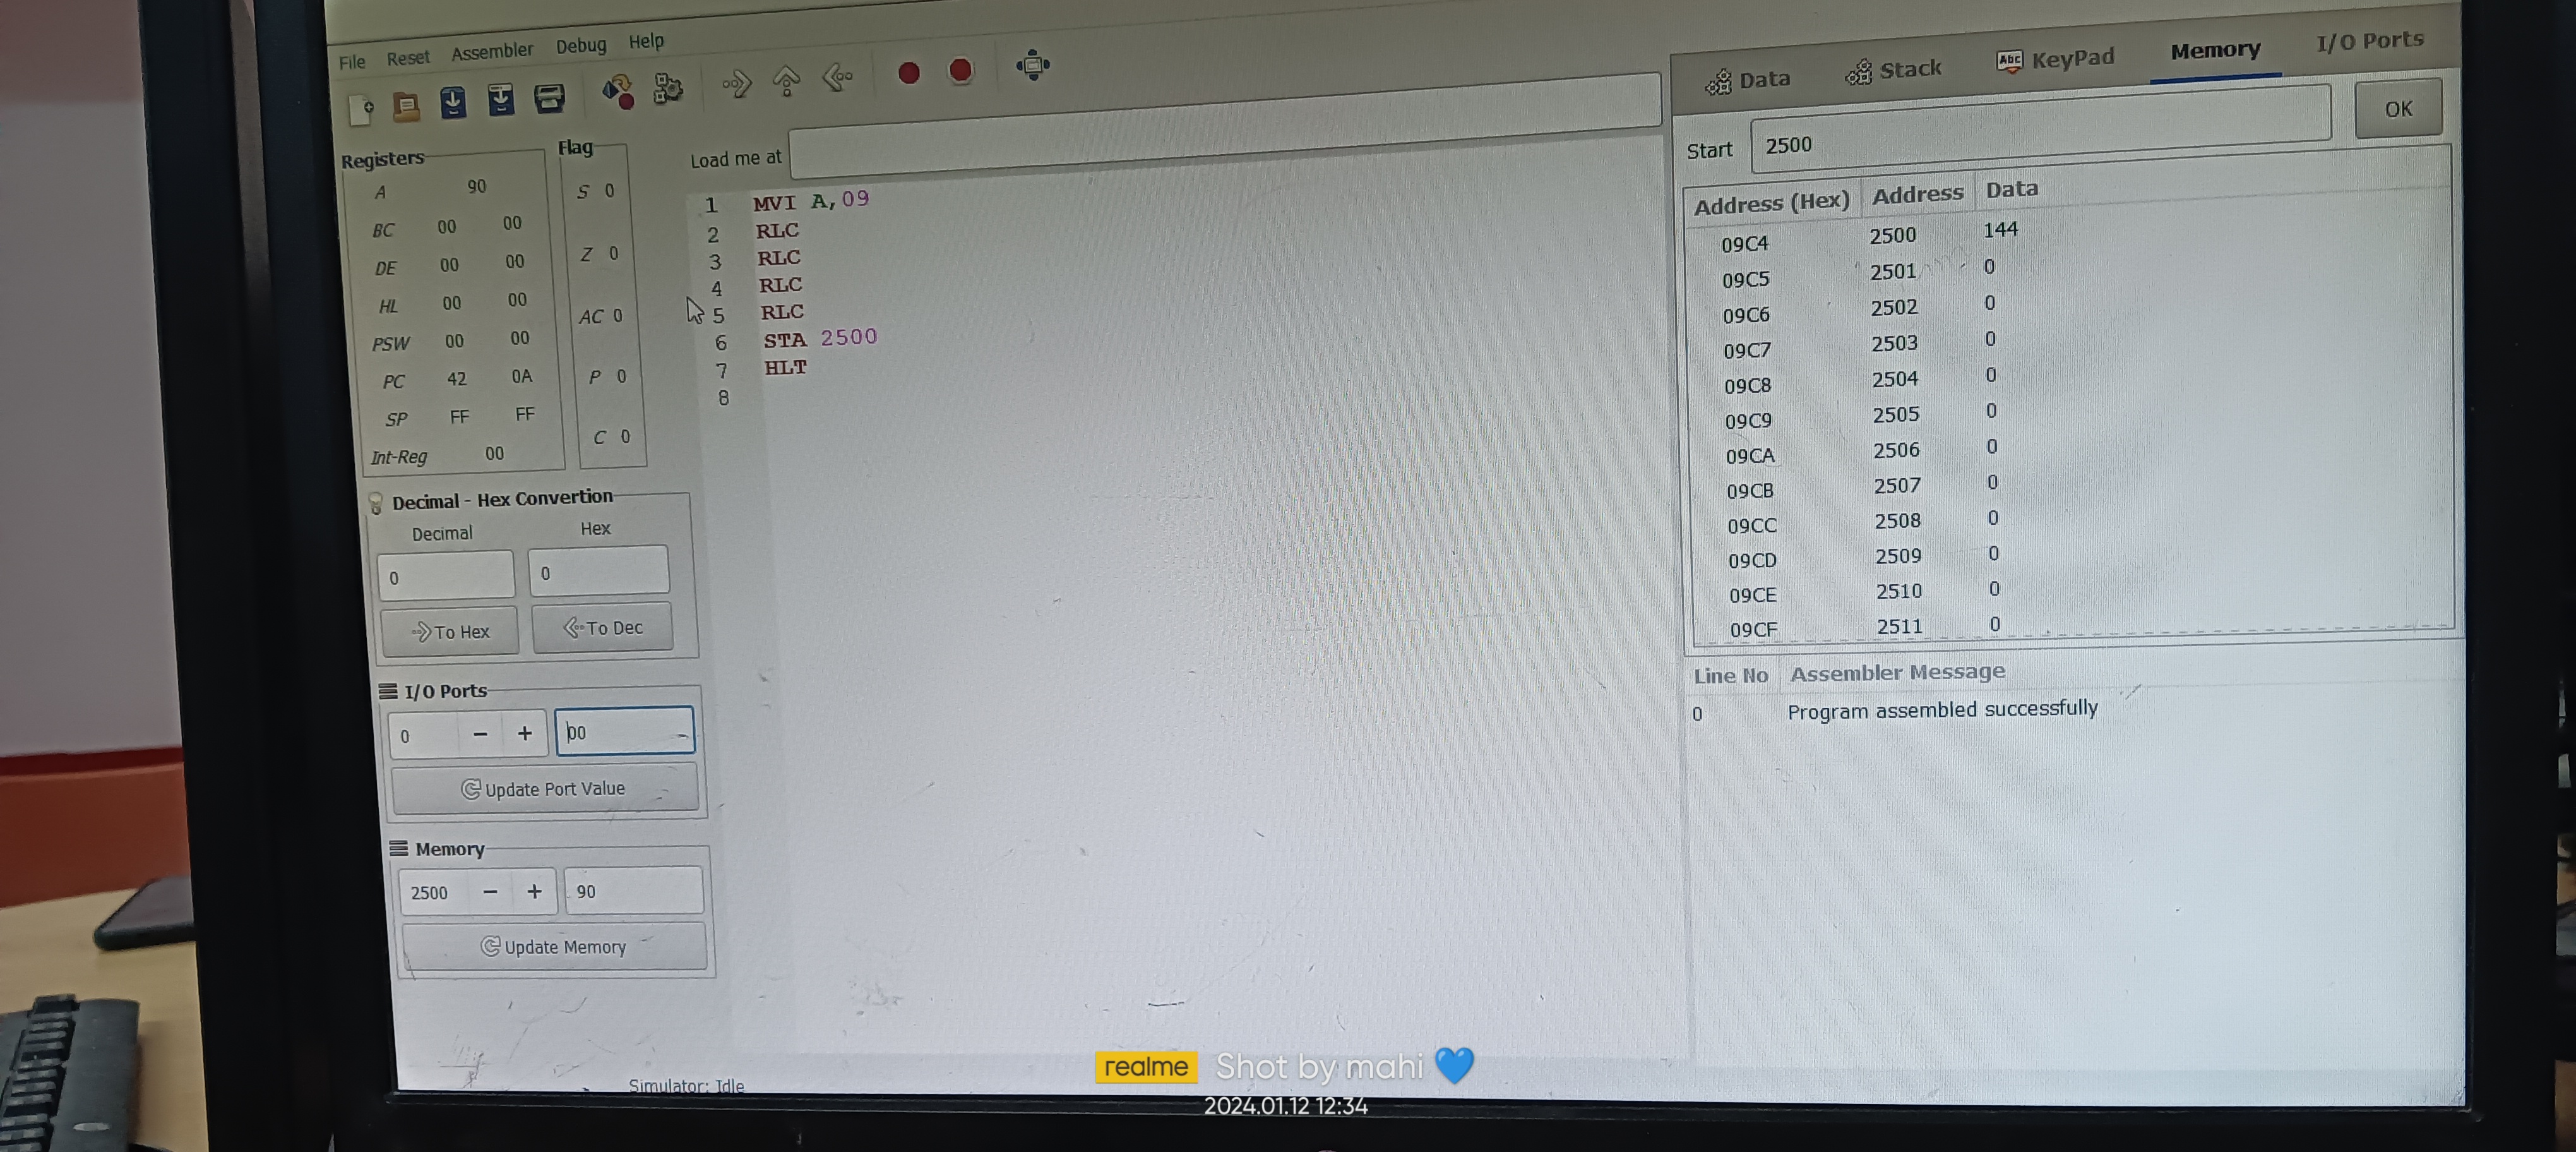 File Reset Assembler Debug Help
Registers
Flag
A 90
BC 00 00
DE 00 00
HL 00 00
PSW 00 00
PC 42 0A
SP FF FF
Int-Reg 00
S 0
Z 0
AC 0
P 0
C 0
Decimal - Hex Convertion
Decimal Hex
0 0
To Hex To Dec
I/O Ports
0 - + 00
Update Port Value
Memory
2500 - + 90
Update Memory
Simulator: Idle
Load me at
1 MVI A, 09
2 RLC
3 RLC
4 RLC
5 RLC
6 STA 2500
7 HLT
8
Data Stack Abc KeyPad Memory I/O Ports
Start 2500 OK
Address (Hex) Address Data
09C4 2500 144
09C5 2501 0
09C6 2502 0
09C7 2503 0
09C8 2504 0
09C9 2505 0
09CA 2506 0
09CB 2507 0
09CC 2508 0
09CD 2509 0
09CE 2510 0
09CF 2511 0
Line No Assembler Message
0 Program assembled successfully
realme Shot by mahi 💙
2024.01.12 12:34